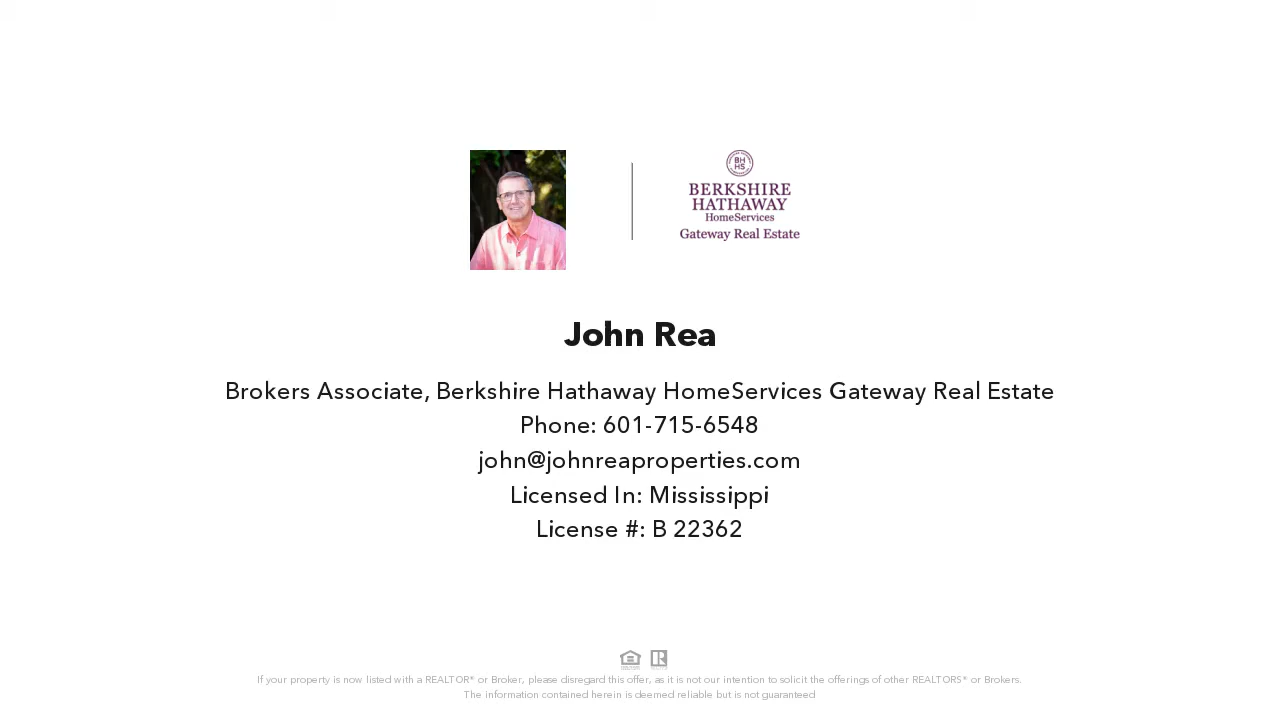 BH
HS
BERKSHIRE
HATHAWAY
HomeServices
Gateway Real Estate
John Rea
Brokers Associate, Berkshire Hathaway HomeServices Gateway Real Estate
Phone: 601-715-6548
john@johnreaproperties.com
Licensed In: Mississippi
License #: B 22362
If your property is now listed with a REALTOR® or Broker, please disregard this offer, as it is not our intention to solicit the offerings of other REALTORS® or Brokers.
The information contained herein is deemed reliable but is not guaranteed